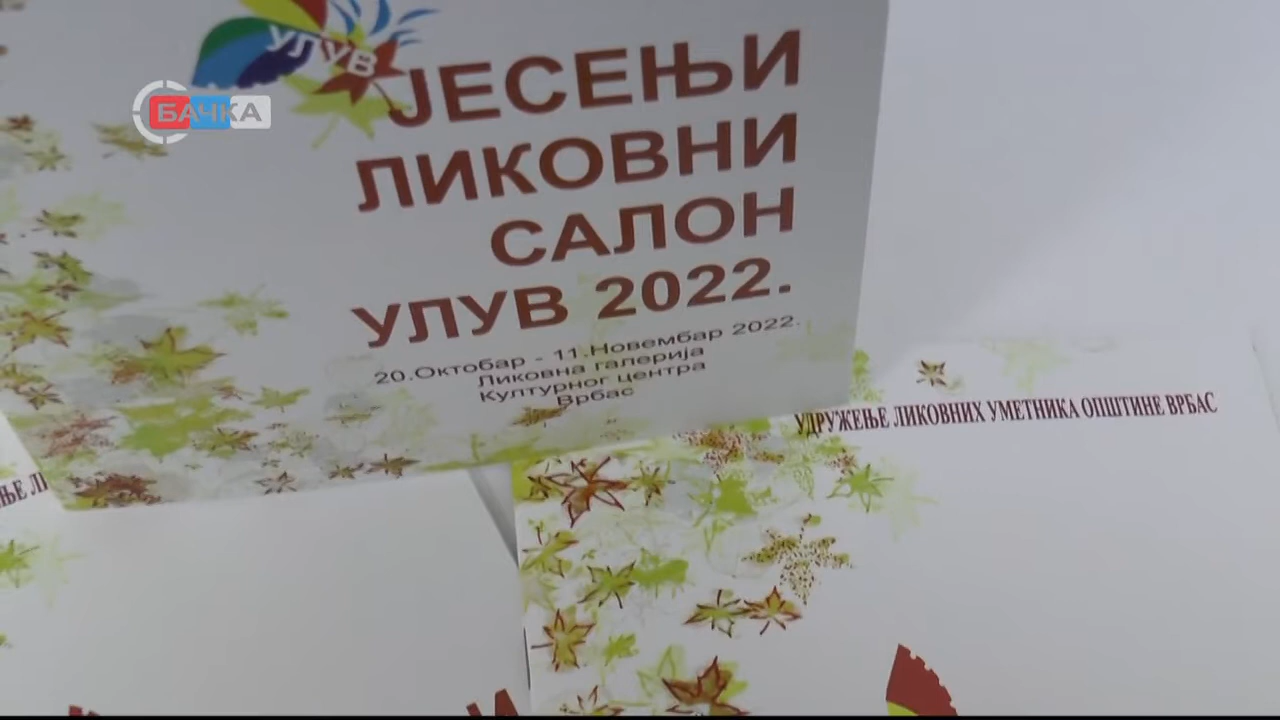 УЛУВ
БАЧКА
ЈЕСЕЊИ
ЛИКОВНИ
САЛОН
УЛУВ 2022.
20.Октобар - 11.Новембар 2022.
Ликовна галерија
Културног центра
Врбас
УДРУЖЕЊЕ ЛИКОВНИХ УМЕТНИКА ОПШТИНЕ ВРБАС